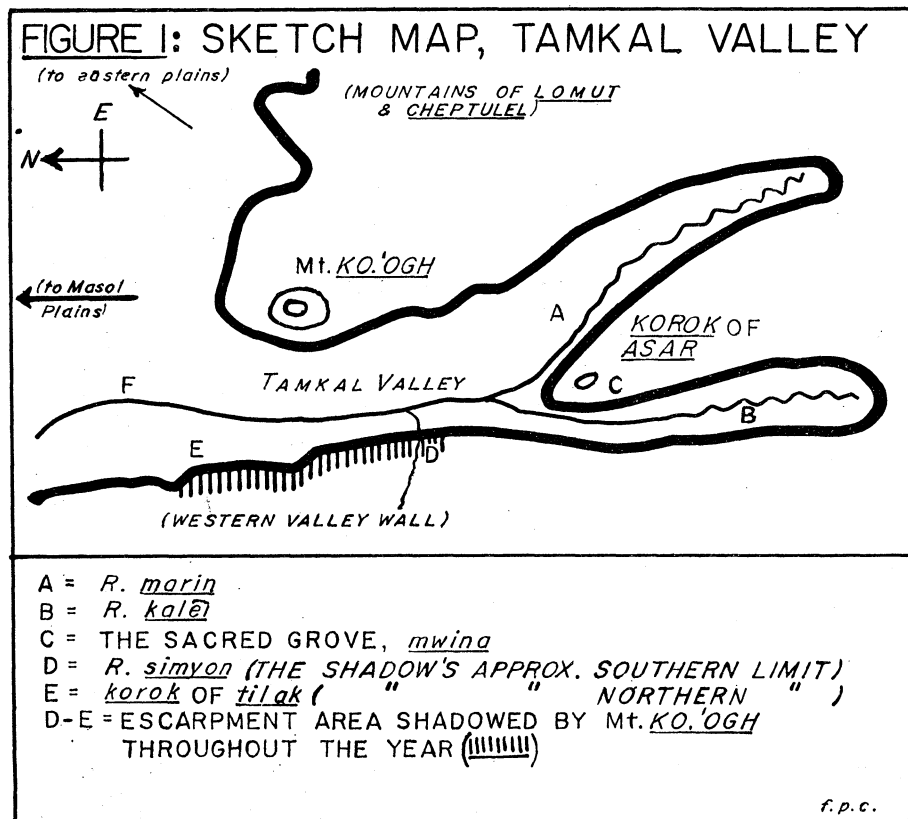 FIGURE 1: SKETCH MAP, TAMKAL VALLEY
(to eastern plains)
(MOUNTAINS OF LOMUT
& CHEPTULEL)
E
N
Mt. KO.'OGH
(to Masol
Plains)
A
KOROK OF
ASAR
C
TAMKAL VALLEY
F
B
E
D
(WESTERN VALLEY WALL)
A = R. marin
B = R. kalēl
C = THE SACRED GROVE, mwina
D = R. simyon (THE SHADOW'S APPROX. SOUTHERN LIMIT)
E = korok OF tilak ( " " NORTHERN " )
D-E = ESCARPMENT AREA SHADOWED BY Mt. KO.'OGH
THROUGHOUT THE YEAR ( )
f.p.c.